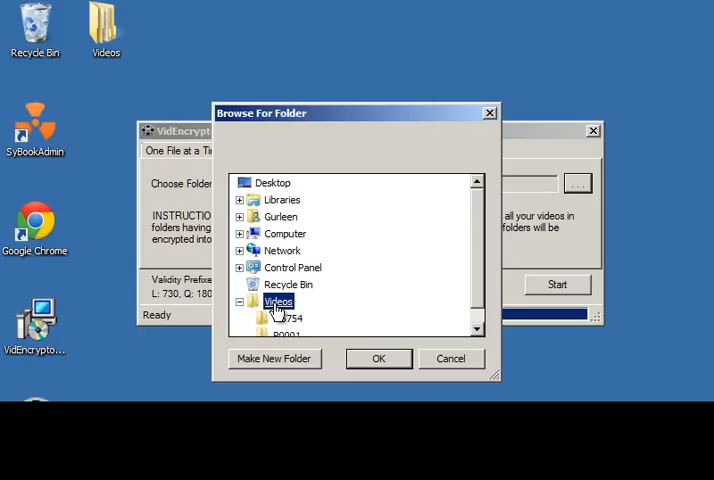 Recycle Bin
Videos
SyBookAdmin
Google Chrome
VidEncrypto...
VidEncrypt
One File at a Ti
Choose Folder
...
INSTRUCTIO
all your videos in
folders having
folders will be
encrypted into
Validity Prefixe
L: 730, Q: 180
Start
Ready
Browse For Folder
Desktop
Libraries
Gurleen
Computer
Network
Control Panel
Recycle Bin
Videos
754
P0001
Make New Folder
OK
Cancel